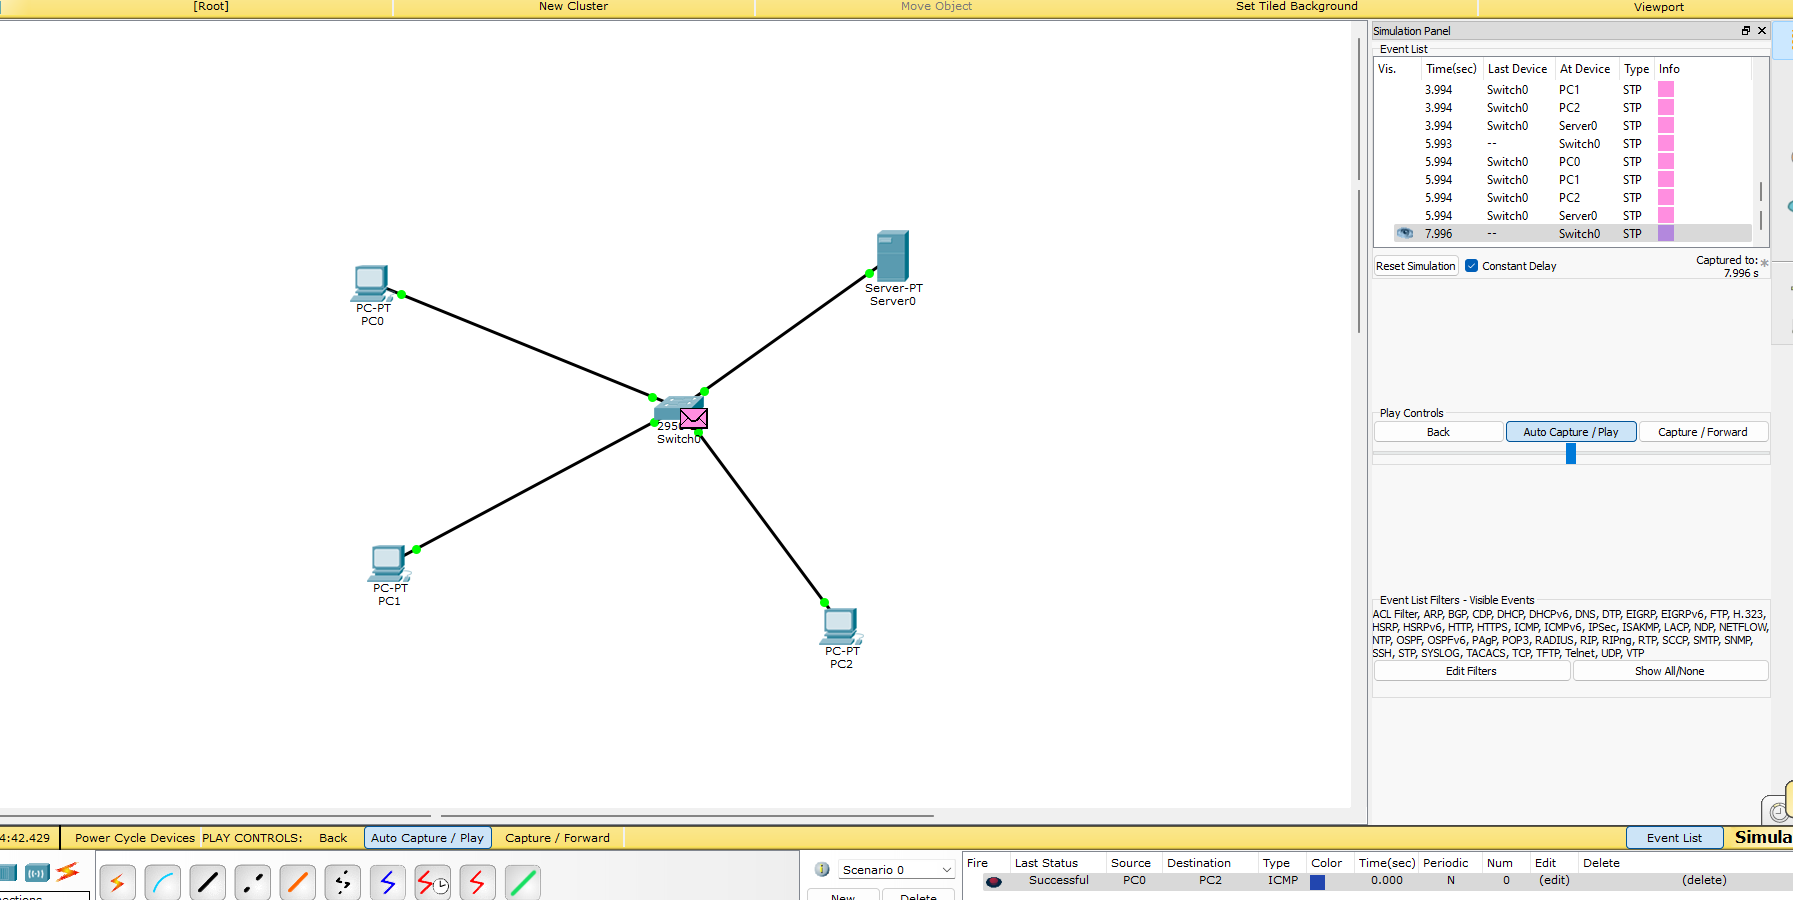 [Root] New Cluster Move Object Set Tiled Background Viewport
Simulation Panel
Event List
Vis. Time(sec) Last Device At Device Type Info
3.994 Switch0 PC1 STP
3.994 Switch0 PC2 STP
3.994 Switch0 Server0 STP
5.993 -- Switch0 STP
5.994 Switch0 PC0 STP
5.994 Switch0 PC1 STP
5.994 Switch0 PC2 STP
5.994 Switch0 Server0 STP
7.996 -- Switch0 STP
Reset Simulation Constant Delay Captured to: *
7.996 s
Server-PT
Server0
PC-PT
PC0
295
Switch0
PC-PT
PC1
PC-PT
PC2
Play Controls
Back Auto Capture / Play Capture / Forward
Event List Filters - Visible Events
ACL Filter, ARP, BGP, CDP, DHCP, DHCPv6, DNS, DTP, EIGRP, EIGRPv6, FTP, H.323,
HSRP, HSRPv6, HTTP, HTTPS, ICMP, ICMPv6, IPSec, ISAKMP, LACP, NDP, NETFLOW,
NTP, OSPF, OSPFv6, PAgP, POP3, RADIUS, RIP, RIPng, RTP, SCCP, SMTP, SNMP,
SSH, STP, SYSLOG, TACACS, TCP, TFTP, Telnet, UDP, VTP
Edit Filters Show All/None
4:42.429 Power Cycle Devices PLAY CONTROLS: Back Auto Capture / Play Capture / Forward Event List Simula
Scenario 0
New Delete
Fire Last Status Source Destination Type Color Time(sec) Periodic Num Edit Delete
Successful PC0 PC2 ICMP 0.000 N 0 (edit) (delete)